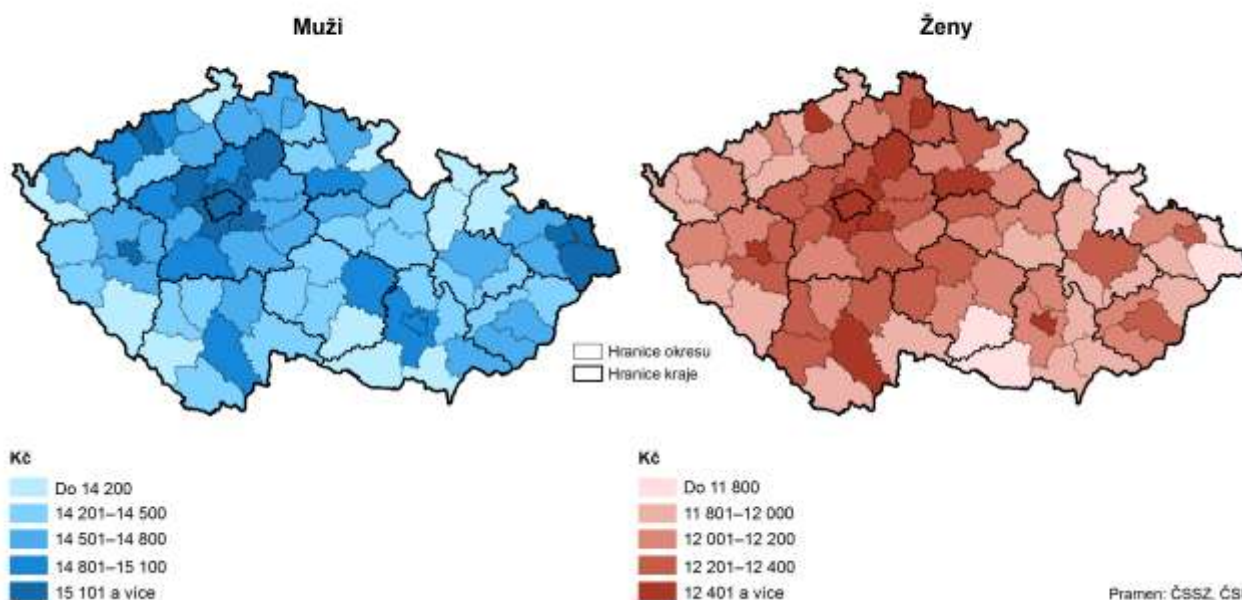 Muži
Ženy
Hranice okresu
Hranice kraje
Kč
Do 14 200
14 201–14 500
14 501–14 800
14 801–15 100
15 101 a více
Kč
Do 11 800
11 801–12 000
12 001–12 200
12 201–12 400
12 401 a více
Pramen: ČSSZ,